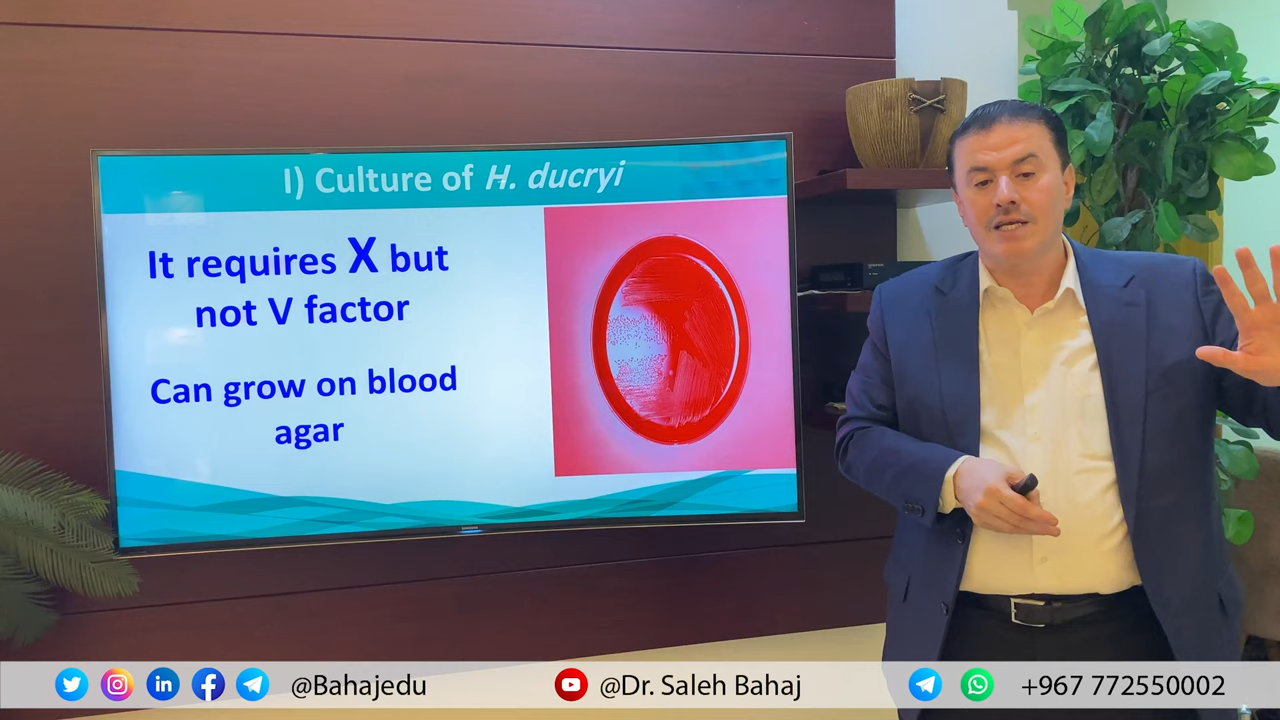 I) Culture of H. ducryi
It requires X but
not V factor
Can grow on blood
agar
@Bahajedu
@Dr. Saleh Bahaj
+967 772550002